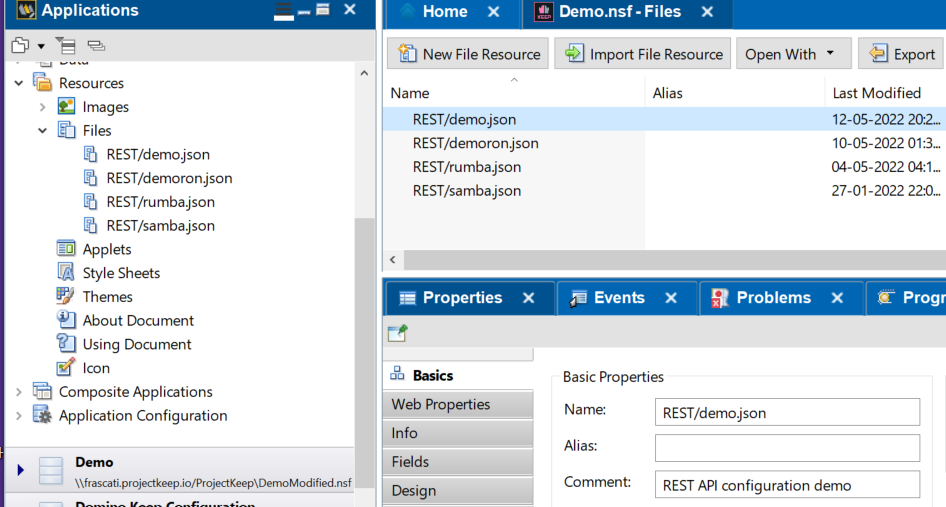 Applications
Data
Resources
Images
Files
REST/demo.json
REST/demoron.json
REST/rumba.json
REST/samba.json
Applets
Style Sheets
Themes
About Document
Using Document
Icon
Composite Applications
Application Configuration
Demo
\\frascati.projectkeep.io/ProjectKeep\DemoModified.nsf
Domino Keep Configuration
Home
KEEP Demo.nsf - Files
New File Resource Import File Resource Open With Export
Name Alias Last Modified
REST/demo.json 12-05-2022 20:2...
REST/demoron.json 10-05-2022 01:3...
REST/rumba.json 04-05-2022 04:1...
REST/samba.json 27-01-2022 22:0...
Properties Events Problems Progr
Basics
Web Properties
Info
Fields
Design
Basic Properties
Name: REST/demo.json
Alias:
Comment: REST API configuration demo